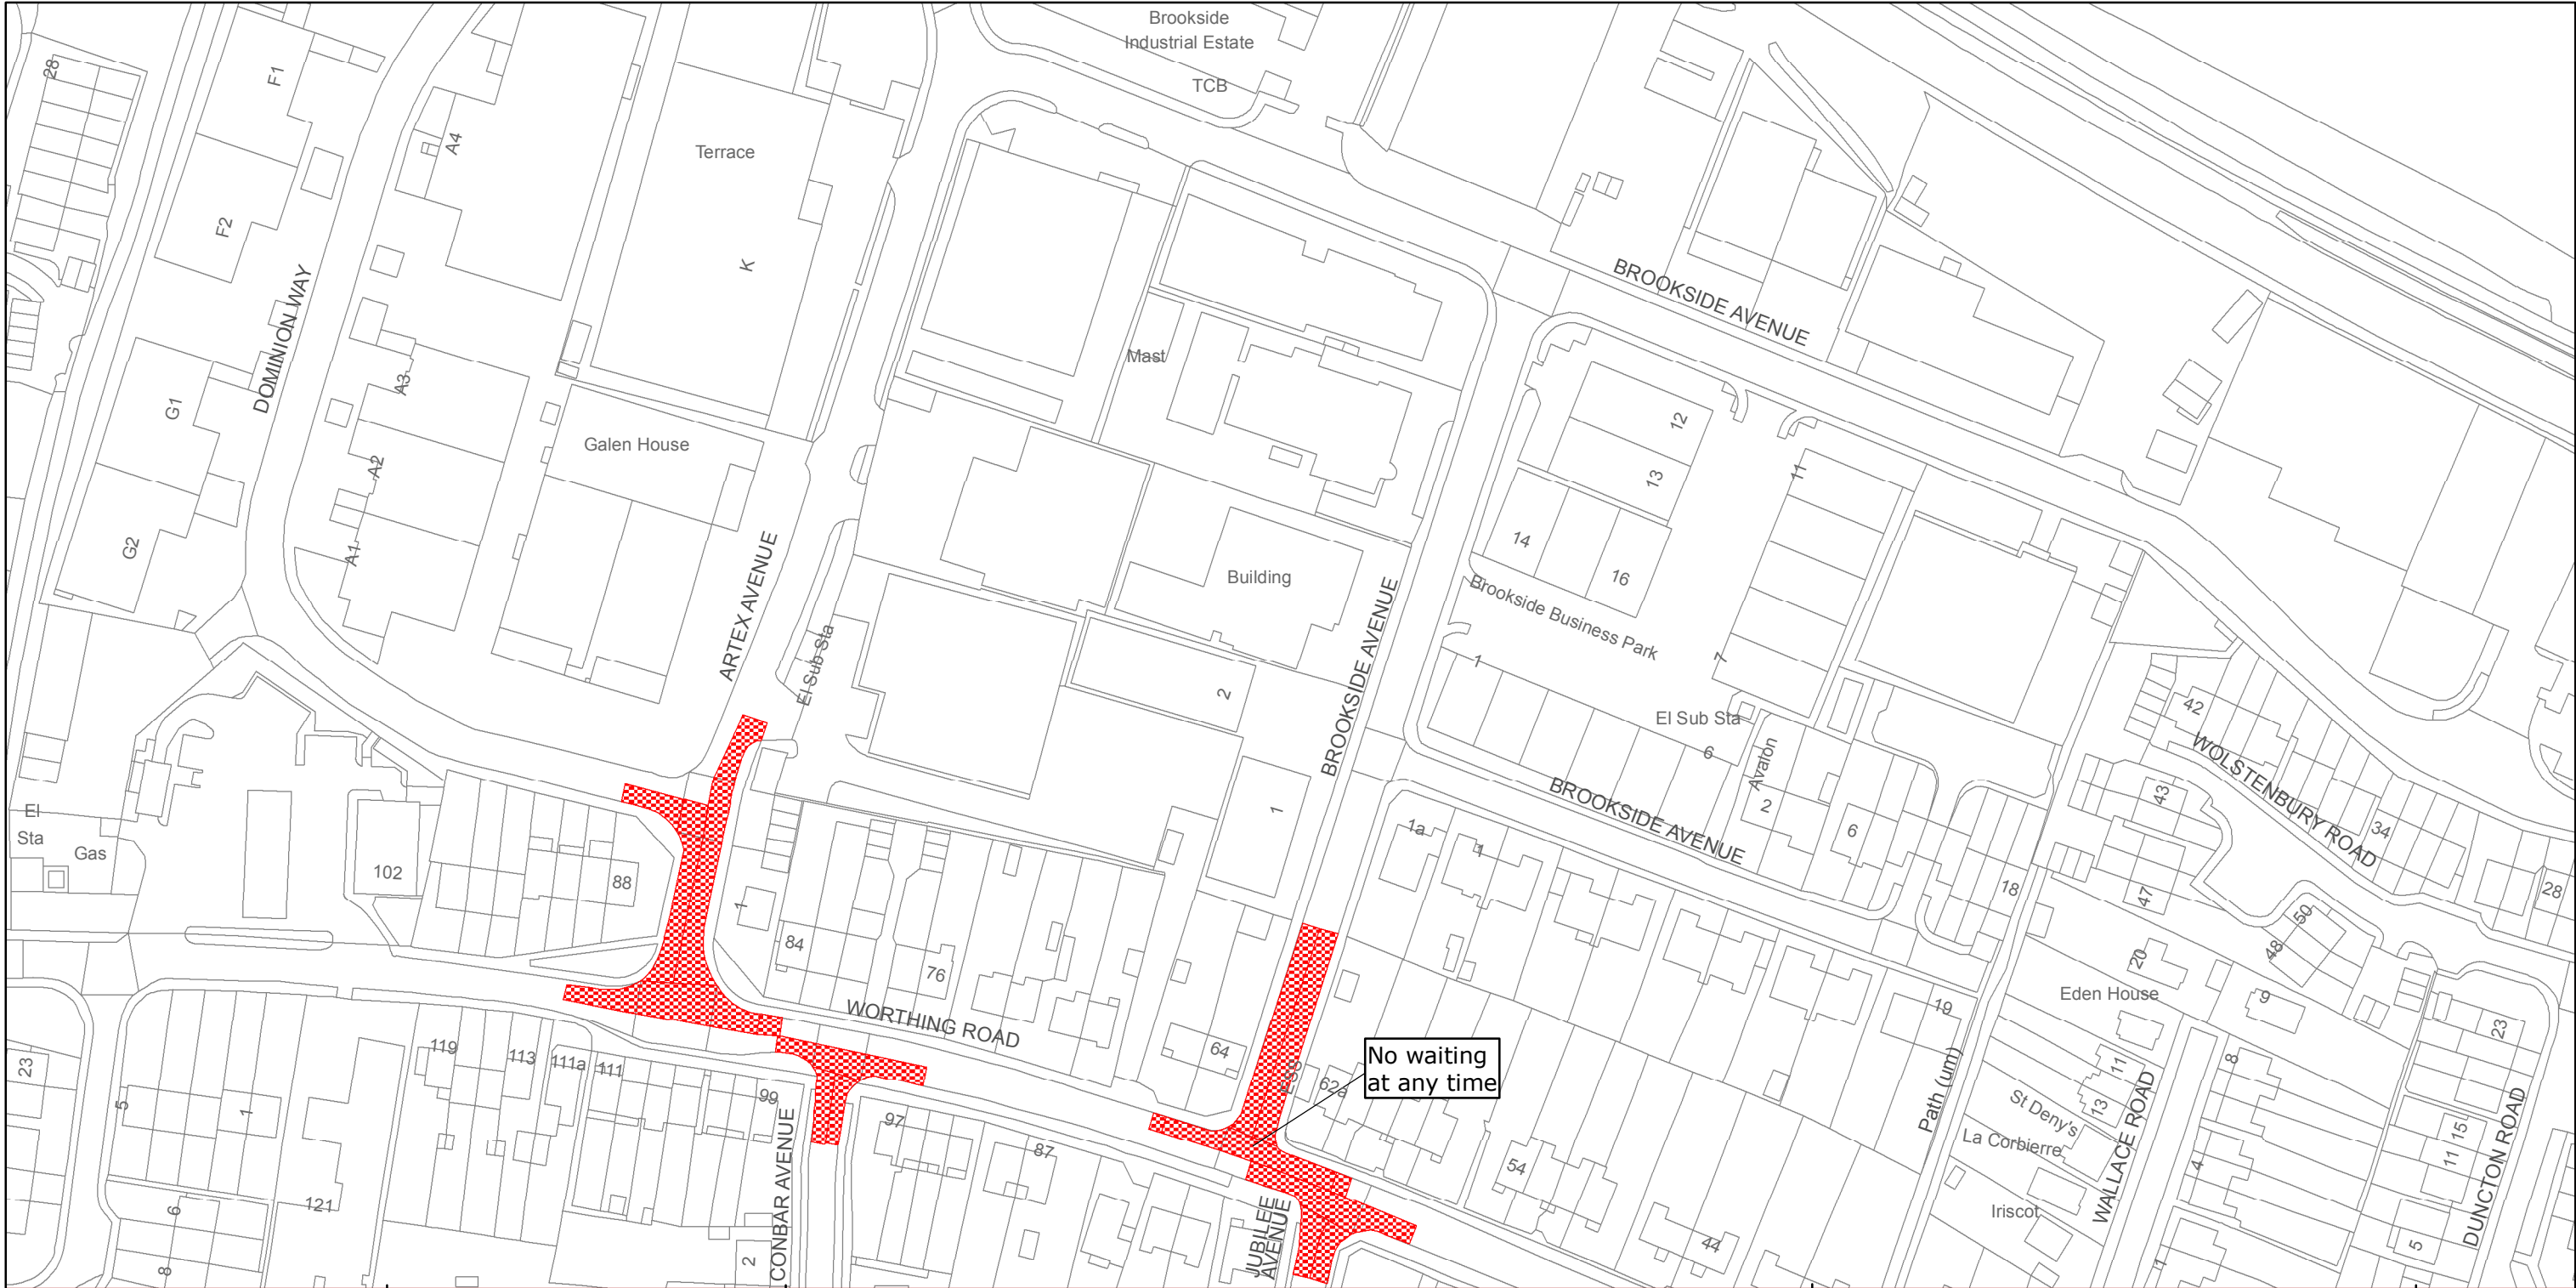 Brookside
Industrial Estate
TCB
28
F1
A4
Terrace
F2
K
DOMINION WAY
BROOKSIDE AVENUE
Mast
A3
G1
12
Galen House
A2
13
11
14
G2
A1
Building
16
ARTEX AVENUE
BROOKSIDE AVENUE
Brookside Business Park
El Sub Sta
1
7
2
42
El Sub Sta
6
WOLSTENBURY ROAD
Avalon
BROOKSIDE AVENUE
43
El
Sta
Gas
1
2
6
34
1a
1
102
88
18
28
47
1
84
76
50
48
20
Eden House
9
19
WORTHING ROAD
23
119
113
111a
111
99
64
No waiting
at any time
ESS
62a
Path (um)
11
13
8
23
5
1
97
87
St Deny's
La Corbierre
WALLACE ROAD
15
11
54
4
DUNCTON ROAD
121
6
CONBAR AVENUE
JUBILEE
AVENUE
Iriscot
44
5
8
2
1